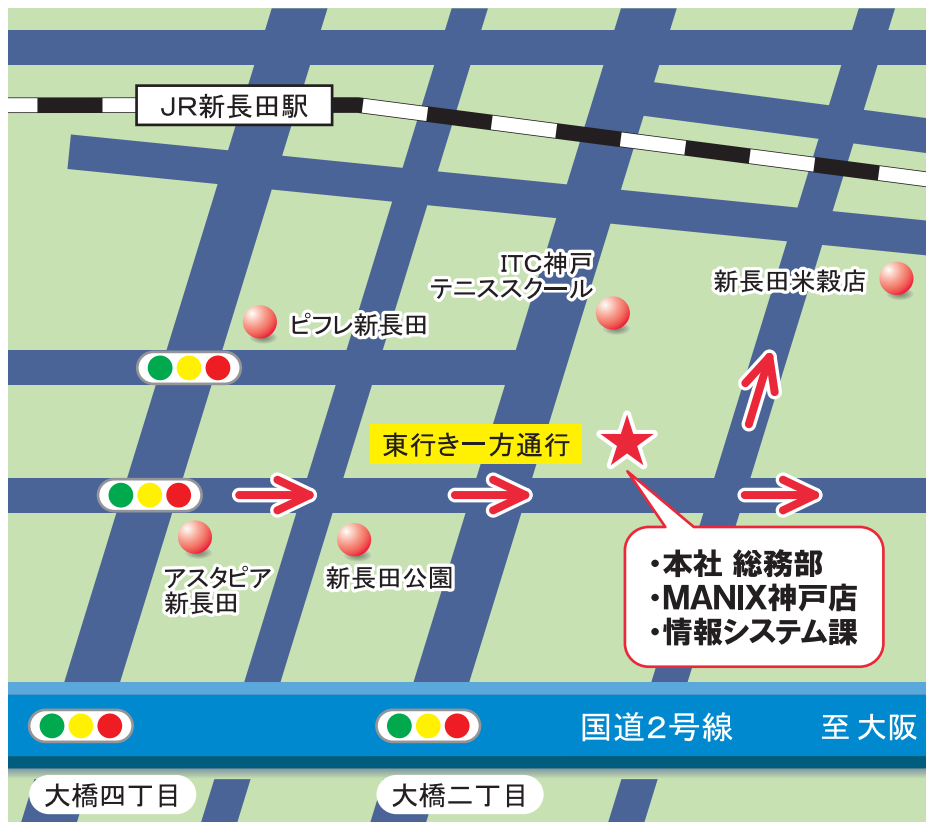 JR新長田駅
ITC神戸
テニススクール
新長田米穀店
ピフレ新長田
東行き一方通行
アスタピア
新長田
新長田公園
・本社 総務部
・MANIX神戸店
・情報システム課
国道2号線
至 大阪
大橋四丁目
大橋二丁目